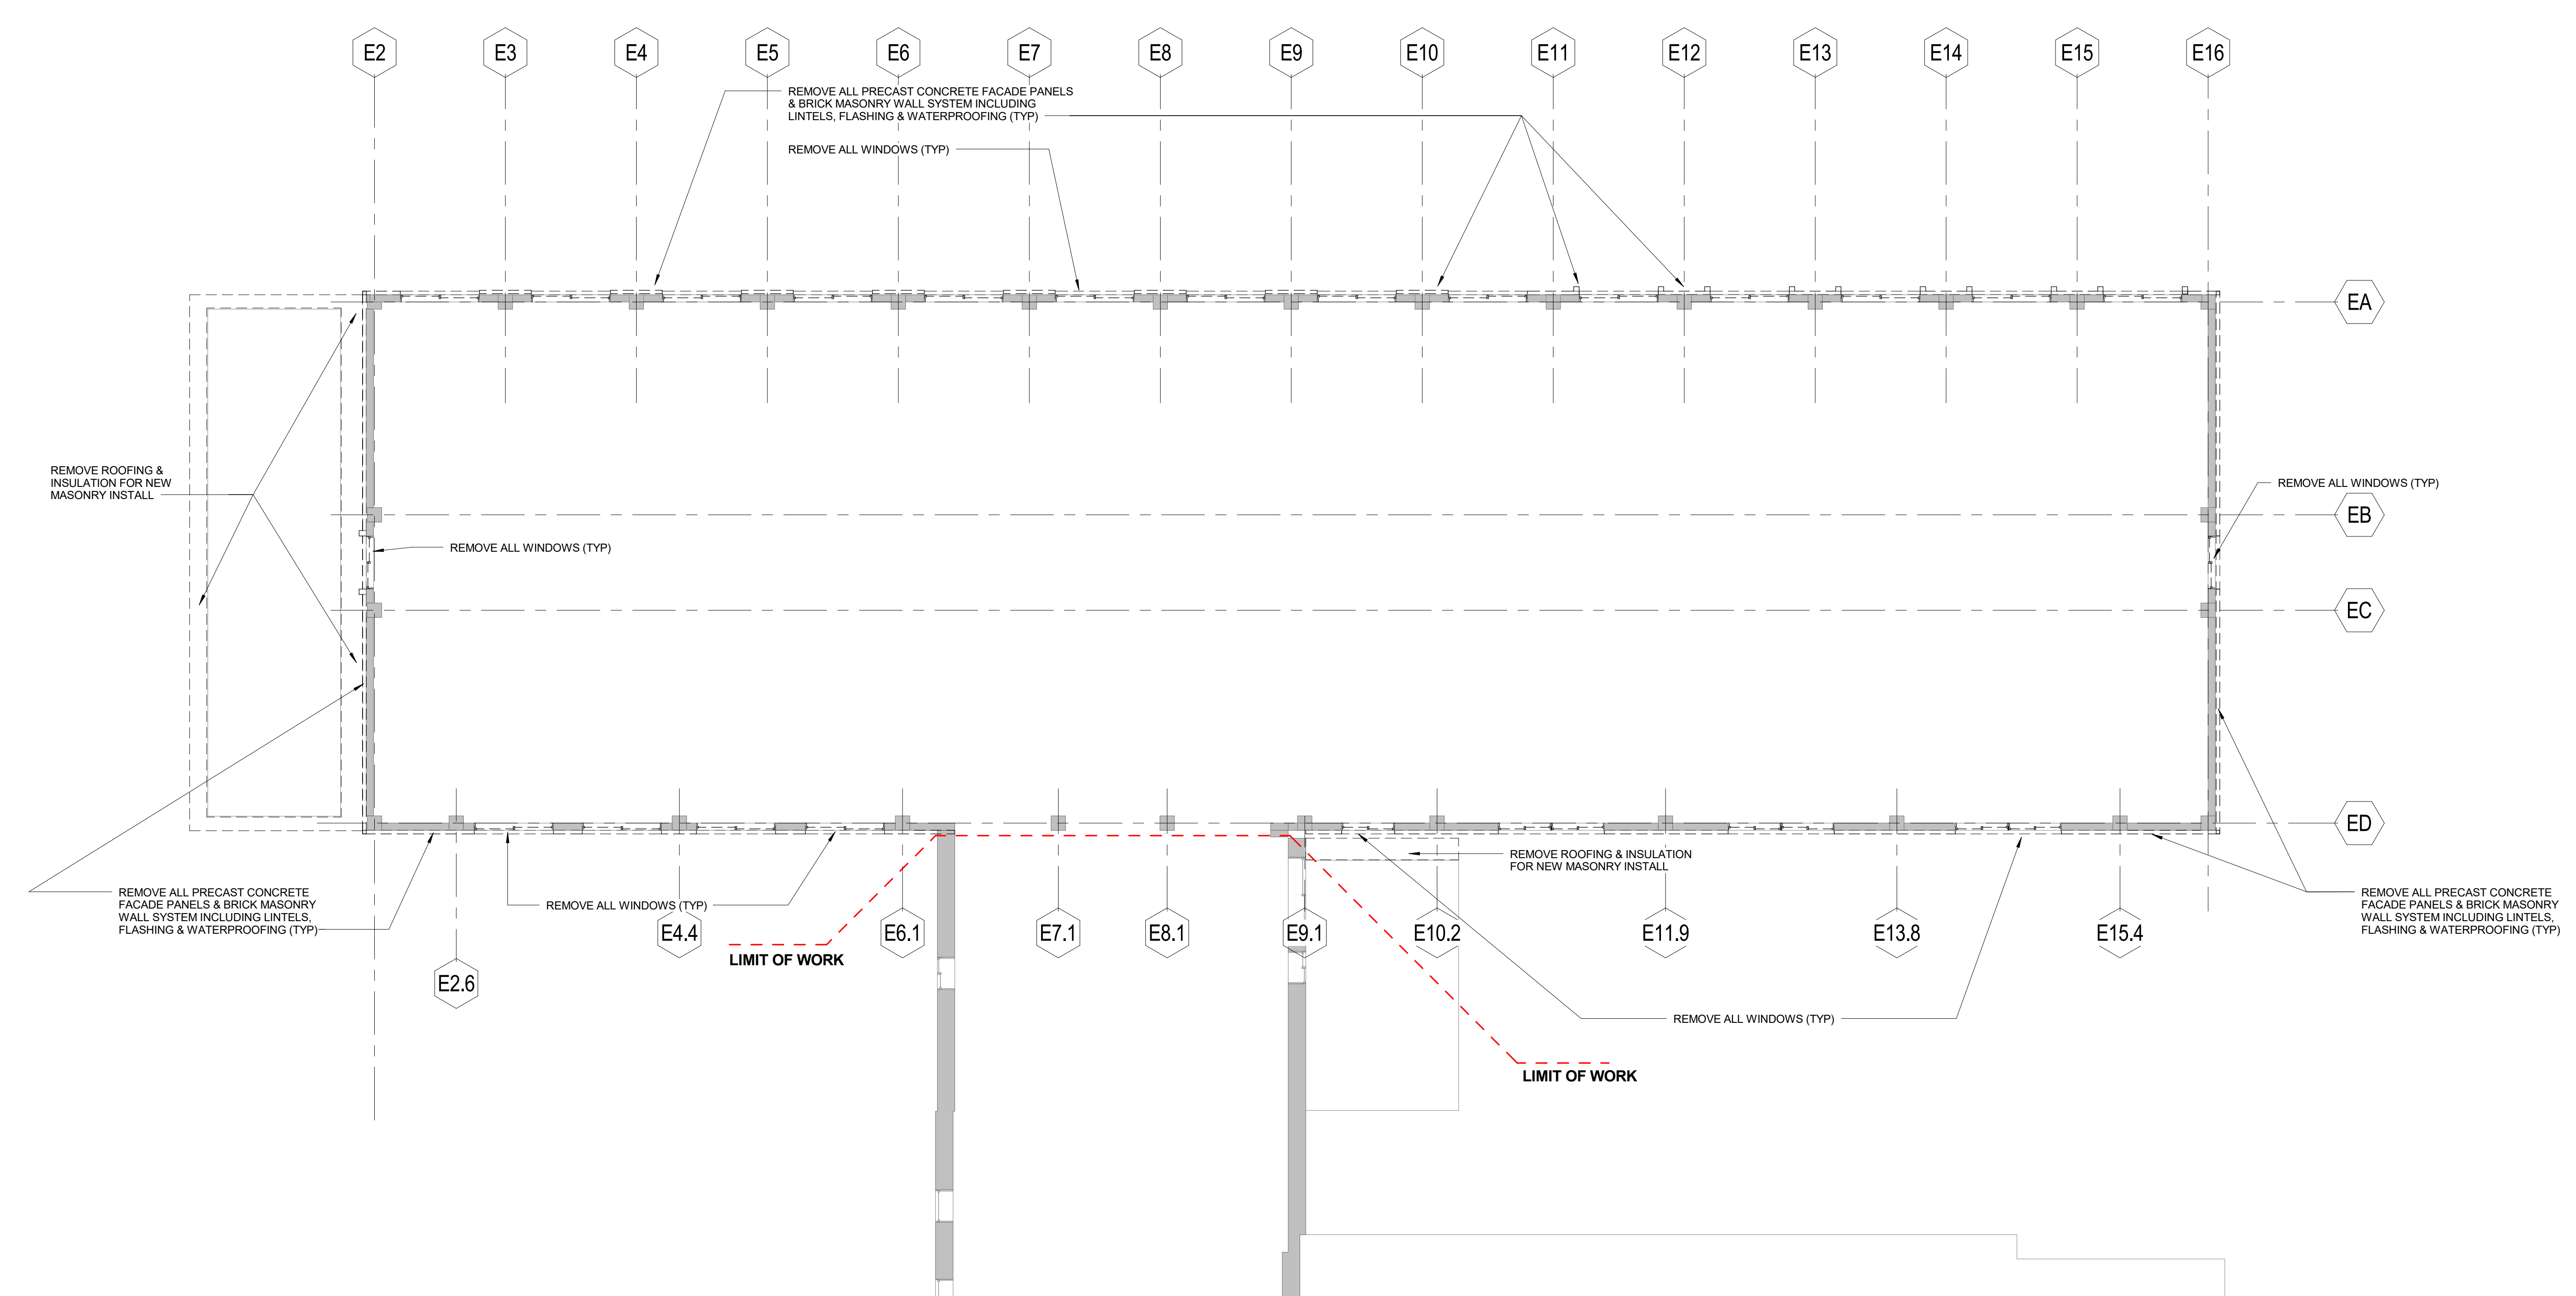 E2
E3
E4
E5
E6
E7
E8
E9
E10
E11
E12
E13
E14
E15
E16
REMOVE ALL PRECAST CONCRETE FACADE PANELS
& BRICK MASONRY WALL SYSTEM INCLUDING
LINTELS, FLASHING & WATERPROOFING (TYP)
REMOVE ALL WINDOWS (TYP)
EA
REMOVE ROOFING &
INSULATION FOR NEW
MASONRY INSTALL
REMOVE ALL WINDOWS (TYP)
EB
REMOVE ALL WINDOWS (TYP)
EC
ED
REMOVE ROOFING & INSULATION
FOR NEW MASONRY INSTALL
REMOVE ALL PRECAST CONCRETE
FACADE PANELS & BRICK MASONRY
WALL SYSTEM INCLUDING LINTELS,
FLASHING & WATERPROOFING (TYP)
REMOVE ALL WINDOWS (TYP)
REMOVE ALL PRECAST CONCRETE
FACADE PANELS & BRICK MASONRY
WALL SYSTEM INCLUDING LINTELS,
FLASHING & WATERPROOFING (TYP)
E4.4
E6.1
E7.1
E8.1
E9.1
E10.2
E11.9
E13.8
E15.4
LIMIT OF WORK
E2.6
REMOVE ALL WINDOWS (TYP)
LIMIT OF WORK